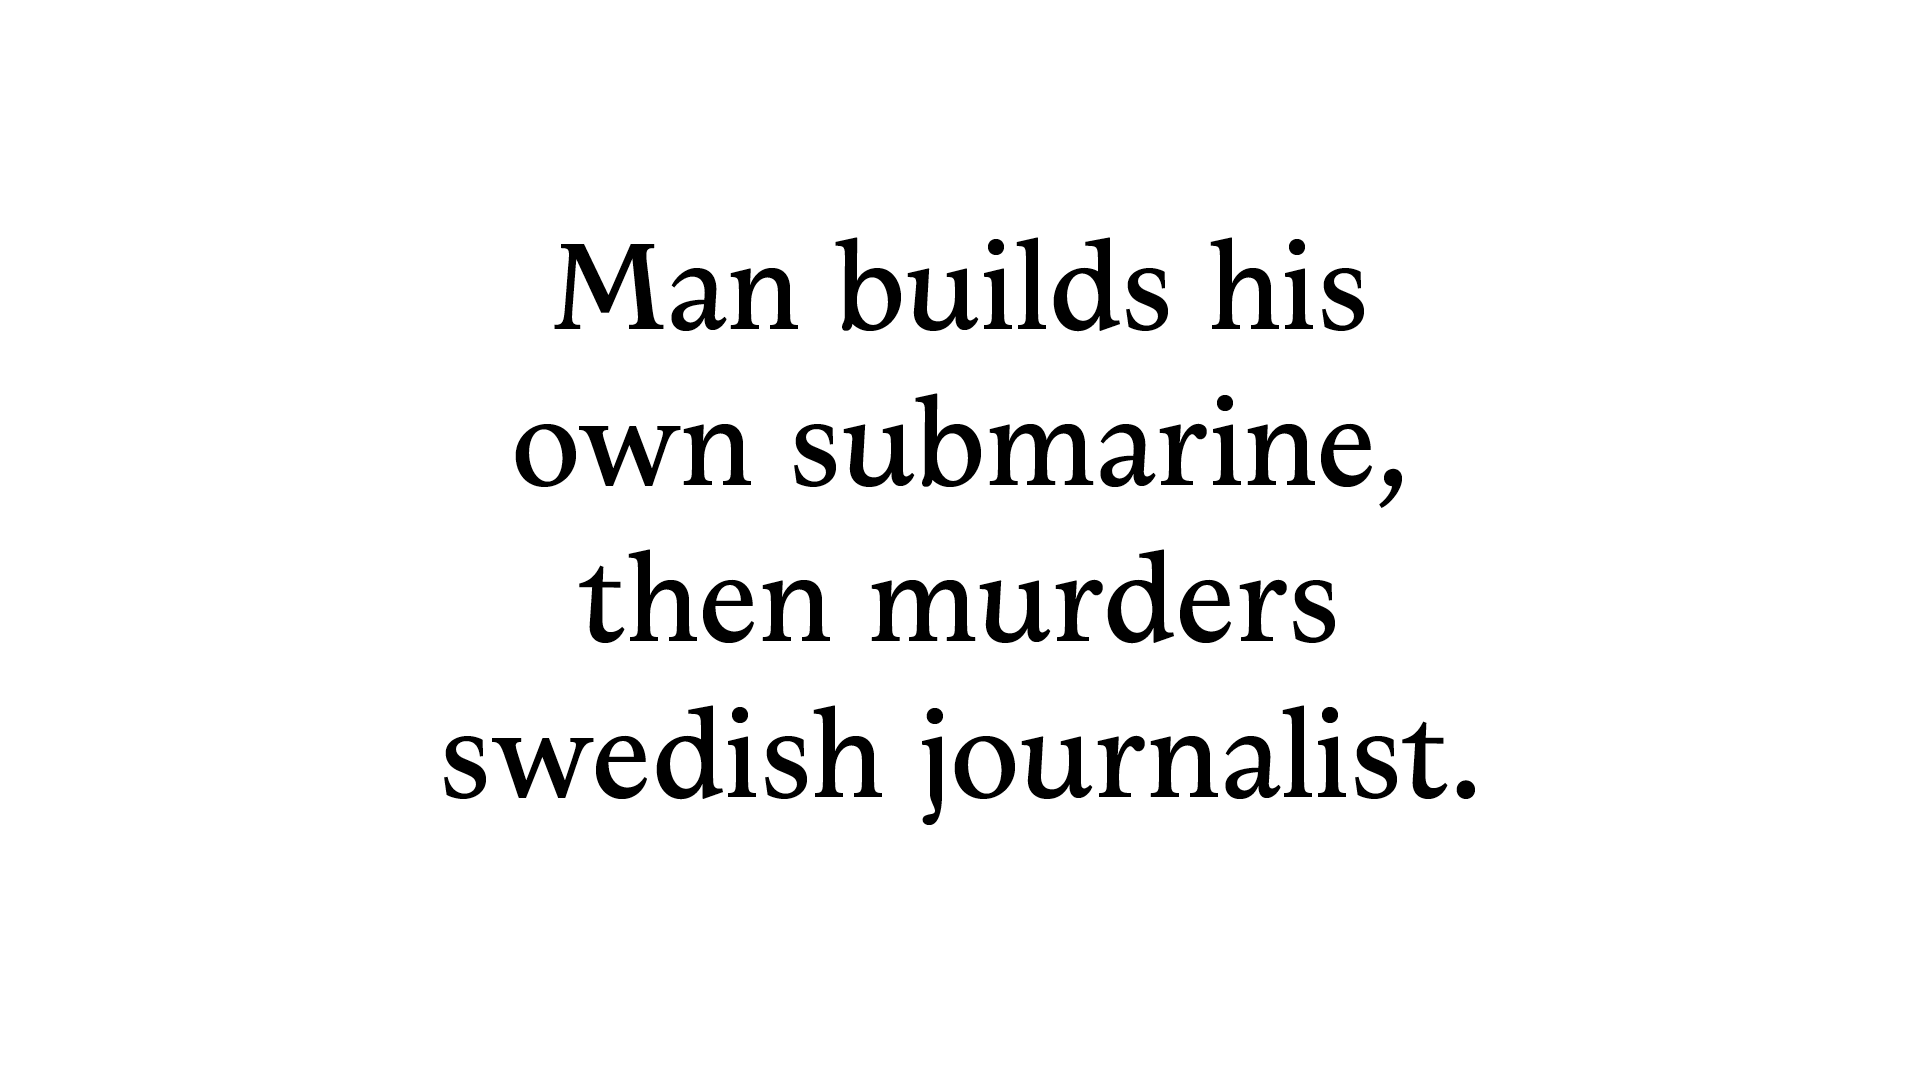 Man builds his
own submarine,
then murders
swedish journalist.